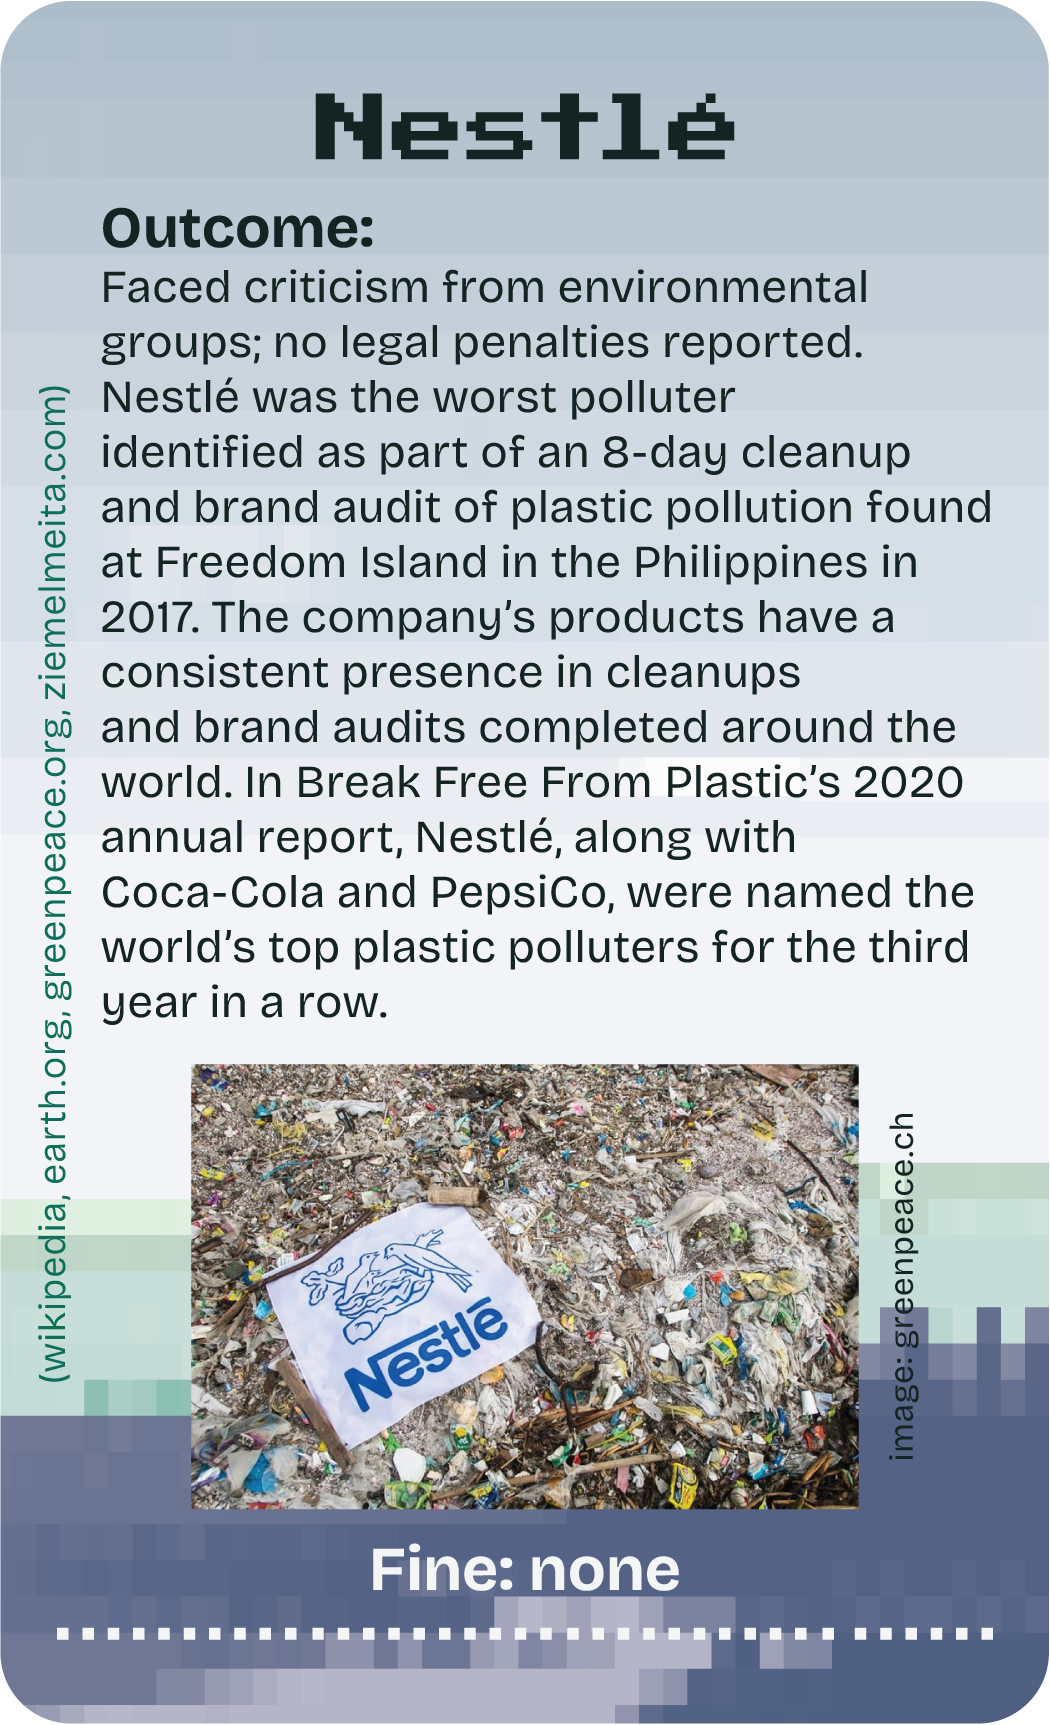 Nestlé
Outcome:
Faced criticism from environmental
groups; no legal penalties reported.
Nestlé was the worst polluter
identified as part of an 8-day cleanup
and brand audit of plastic pollution found
at Freedom Island in the Philippines in
2017. The company’s products have a
consistent presence in cleanups
and brand audits completed around the
world. In Break Free From Plastic’s 2020
annual report, Nestlé, along with
Coca-Cola and PepsiCo, were named the
world’s top plastic polluters for the third
year in a row.
(wikipedia, earth.org, greenpeace.org, ziemelmeita.com)
Nestlé
image: greenpeace.ch
Fine: none